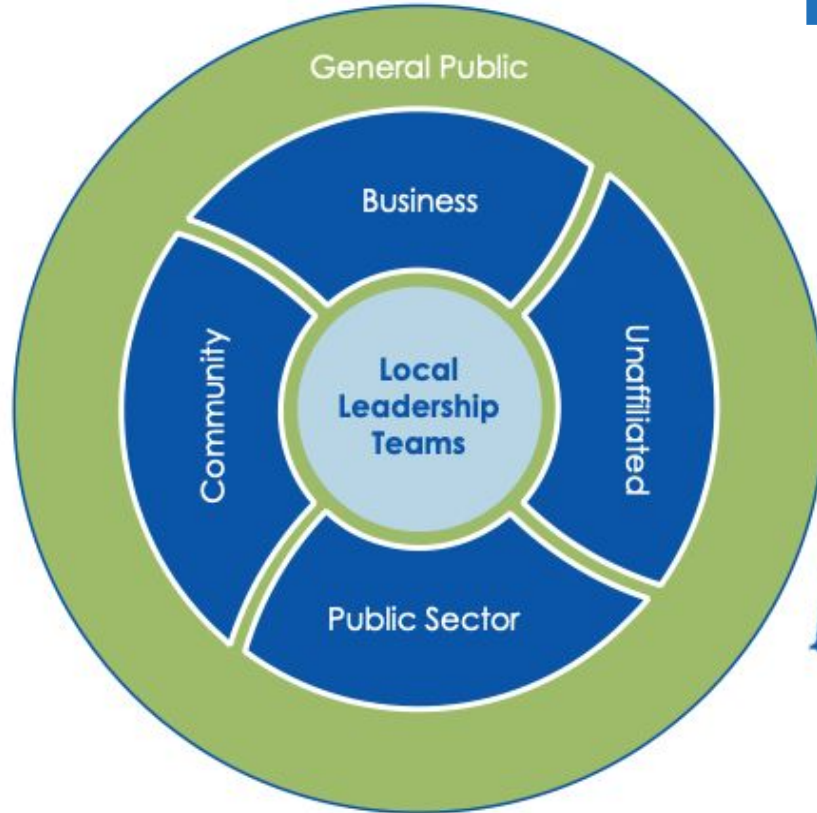 General Public
Business
Community
Local
Leadership
Teams
Unaffiliated
Public Sector